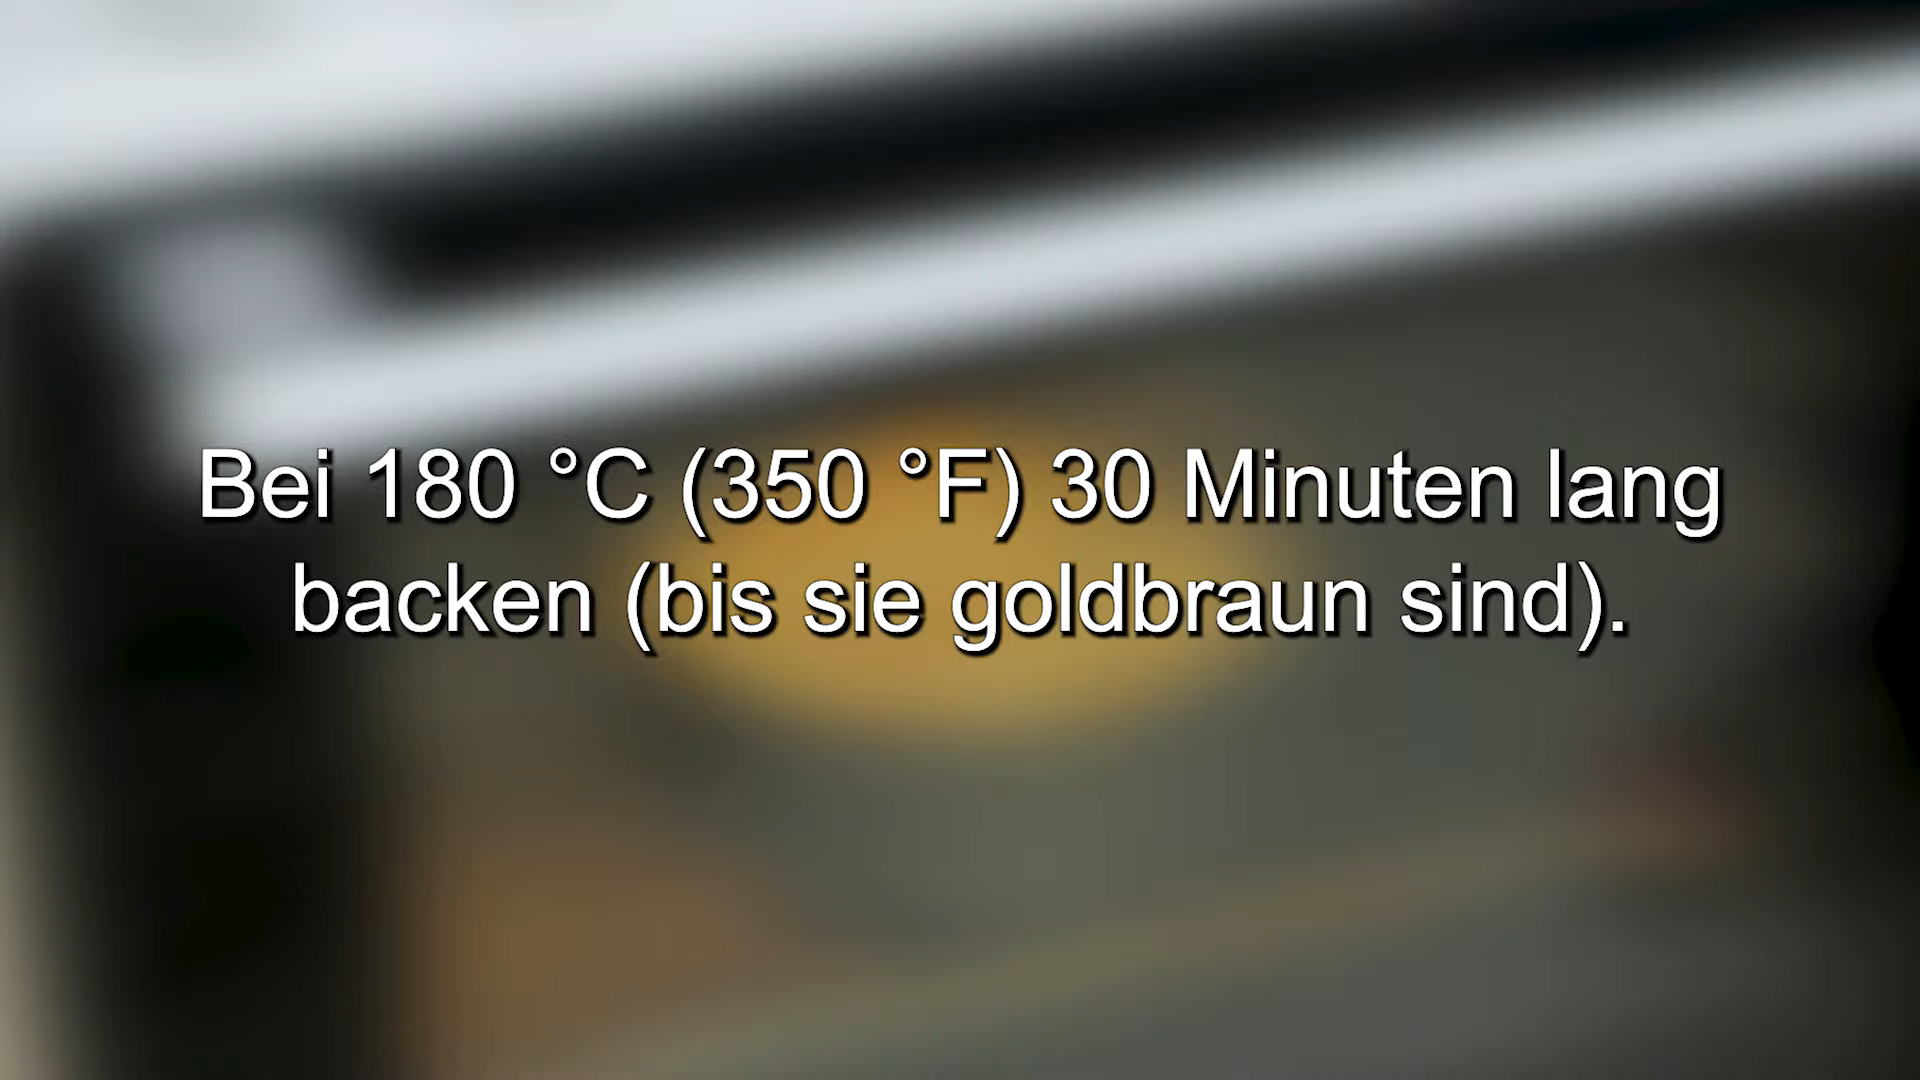 Bei 180 °C (350 °F) 30 Minuten lang
backen (bis sie goldbraun sind).